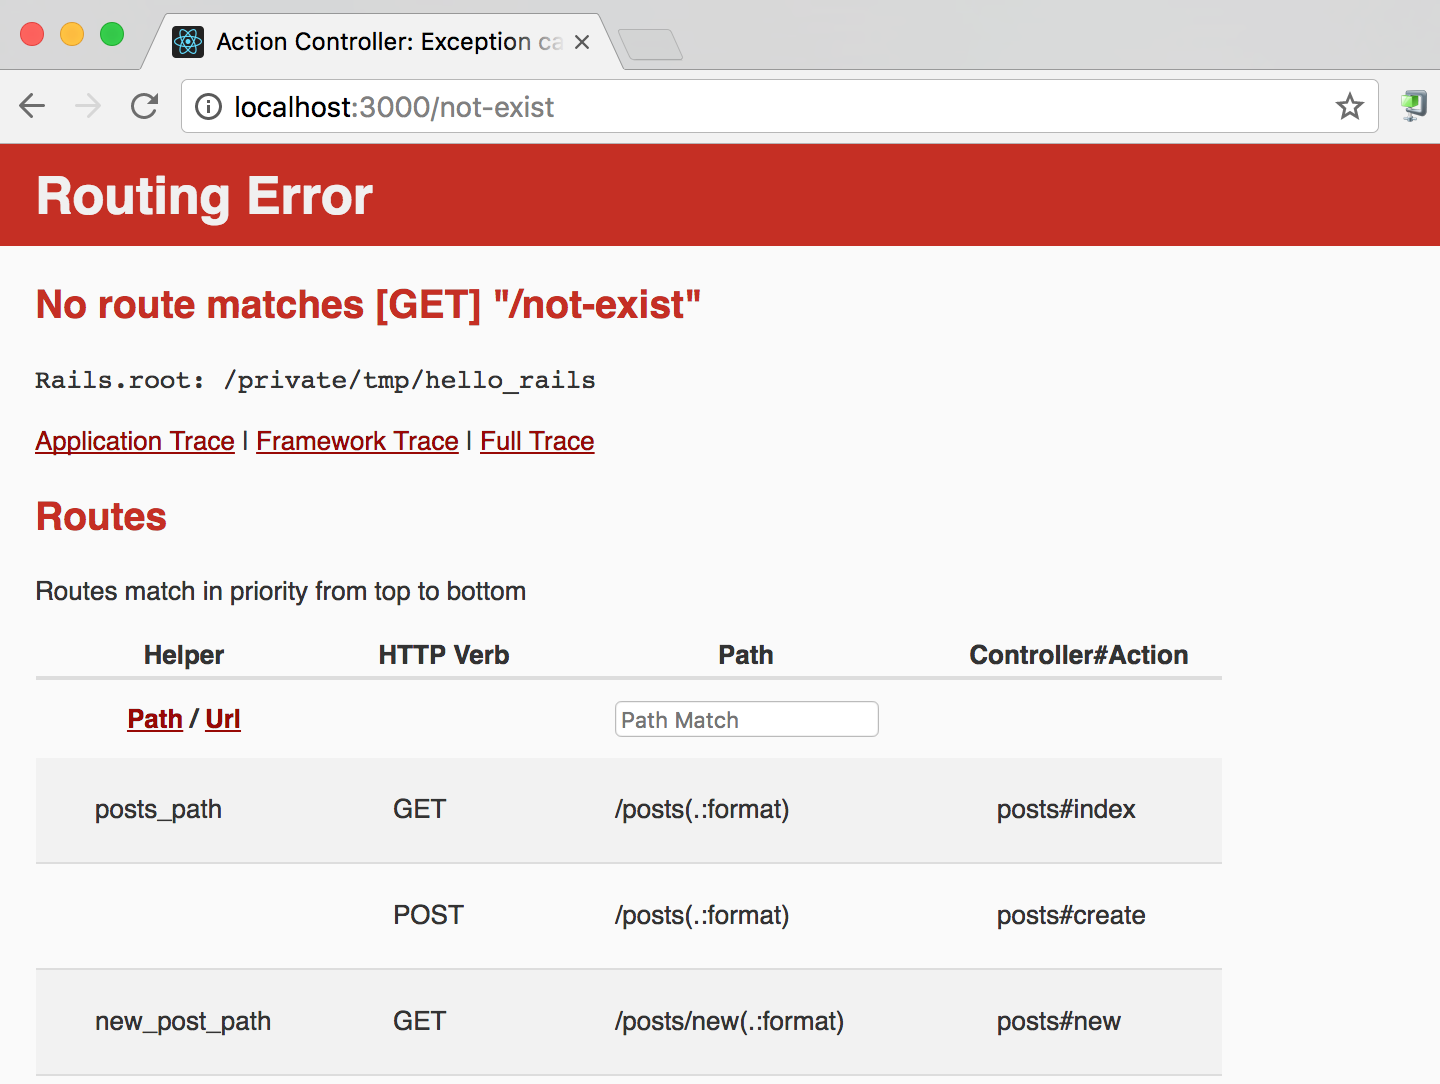 Action Controller: Exception ca
localhost:3000/not-exist
Routing Error
No route matches [GET] "/not-exist"
Rails.root: /private/tmp/hello_rails
Application Trace | Framework Trace | Full Trace
Routes
Routes match in priority from top to bottom
Helper HTTP Verb Path Controller#Action
Path / Url Path Match
posts_path GET /posts(.:format) posts#index
POST /posts(.:format) posts#create
new_post_path GET /posts/new(.:format) posts#new